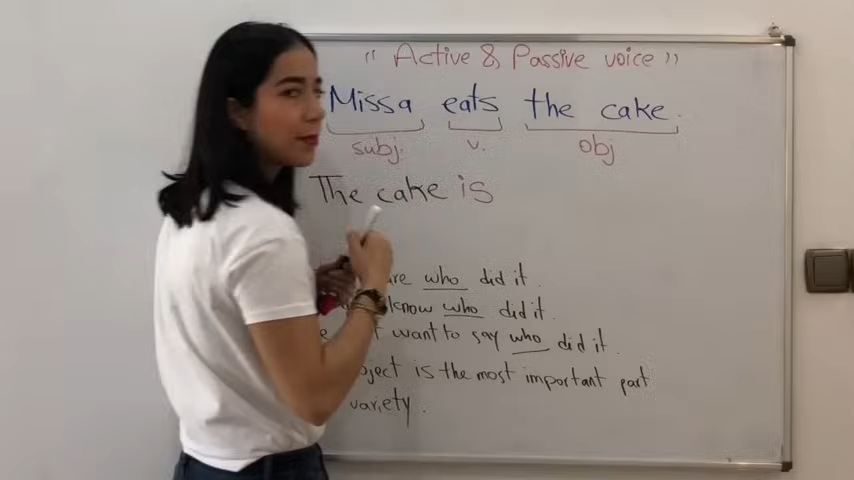 " Active & Passive voice "
Missa eats the cake.
subj. v. obj
The cake is
who did it.
know who did it.
want to say who did it.
is the most important part
variety.